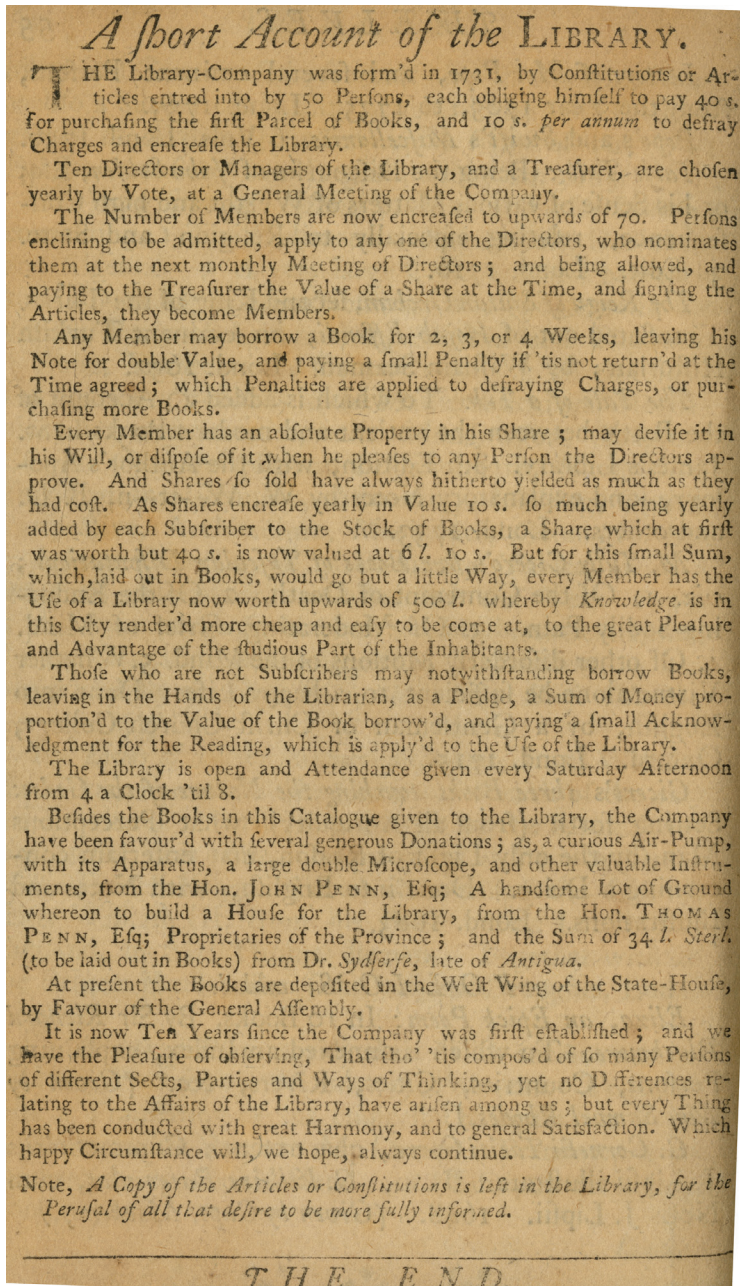 A ſhort Account of the LIBRARY.
THE Library-Company was form'd in 1731, by Conſtitutions or Ar-
ticles entred into by 50 Perſons, each obliging himſelf to pay 40 s.
for purchaſing the firſt Parcel of Books, and 10 s. per annum to defray
Charges and encreaſe the Library.
Ten Directors or Managers of the Library, and a Treaſurer, are choſen
yearly by Vote, at a General Meeting of the Company.
The Number of Members are now encreaſed to upwards of 70. Perſons
enclining to be admitted, apply to any one of the Directors, who nominates
them at the next monthly Meeting of Directors; and being allowed, and
paying to the Treaſurer the Value of a Share at the Time, and ſigning the
Articles, they become Members.
Any Member may borrow a Book for 2, 3, or 4 Weeks, leaving his
Note for double Value, and paying a ſmall Penalty if 'tis not return'd at the
Time agreed; which Penalties are applied to defraying Charges, or pur-
chaſing more Books.
Every Member has an abſolute Property in his Share; may deviſe it in
his Will, or diſpoſe of it when he pleaſes to any Perſon the Directors ap-
prove. And Shares ſo ſold have always hitherto yielded as much as they
had coſt. As Shares encreaſe yearly in Value 10 s. ſo much being yearly
added by each Subſcriber to the Stock of Books, a Share which at firſt
was worth but 40 s. is now valued at 6 l. 10 s. But for this ſmall Sum,
which, laid out in Books, would go but a little Way, every Member has the
Uſe of a Library now worth upwards of 500 l. whereby Knowledge is in
this City render'd more cheap and eaſy to be come at, to the great Pleaſure
and Advantage of the ſtudious Part of the Inhabitants.
Thoſe who are not Subſcribers may notwithſtanding borrow Books,
leaving in the Hands of the Librarian, as a Pledge, a Sum of Money pro-
portion'd to the Value of the Book borrow'd, and paying a ſmall Acknow-
ledgment for the Reading, which is apply'd to the Uſe of the Library.
The Library is open and Attendance given every Saturday Afternoon
from 4 a Clock 'til 8.
Beſides the Books in this Catalogue given to the Library, the Company
have been favour'd with ſeveral generous Donations; as, a curious Air-Pump,
with its Apparatus, a large double Microſcope, and other valuable Inſtru-
ments, from the Hon. JOHN PENN, Eſq; A handſome Lot of Ground
whereon to build a Houſe for the Library, from the Hon. THOMAS
PENN, Eſq; Proprietaries of the Province; and the Sum of 34 l. Sterl.
(to be laid out in Books) from Dr. Sydſerfe, late of Antigua.
At preſent the Books are depoſited in the Weſt Wing of the State-Houſe,
by Favour of the General Aſſembly.
It is now Ten Years ſince the Company was firſt eſtabliſhed; and we
have the Pleaſure of obſerving, That tho' 'tis compos'd of ſo many Perſons
of different Sects, Parties and Ways of Thinking, yet no Differences re-
lating to the Affairs of the Library, have ariſen among us; but every Thing
has been conducted with great Harmony, and to general Satisfaction. Which
happy Circumſtance will, we hope, always continue.
Note, A Copy of the Articles or Conſtitutions is left in the Library, for the
Peruſal of all that deſire to be more fully informed.
THE END